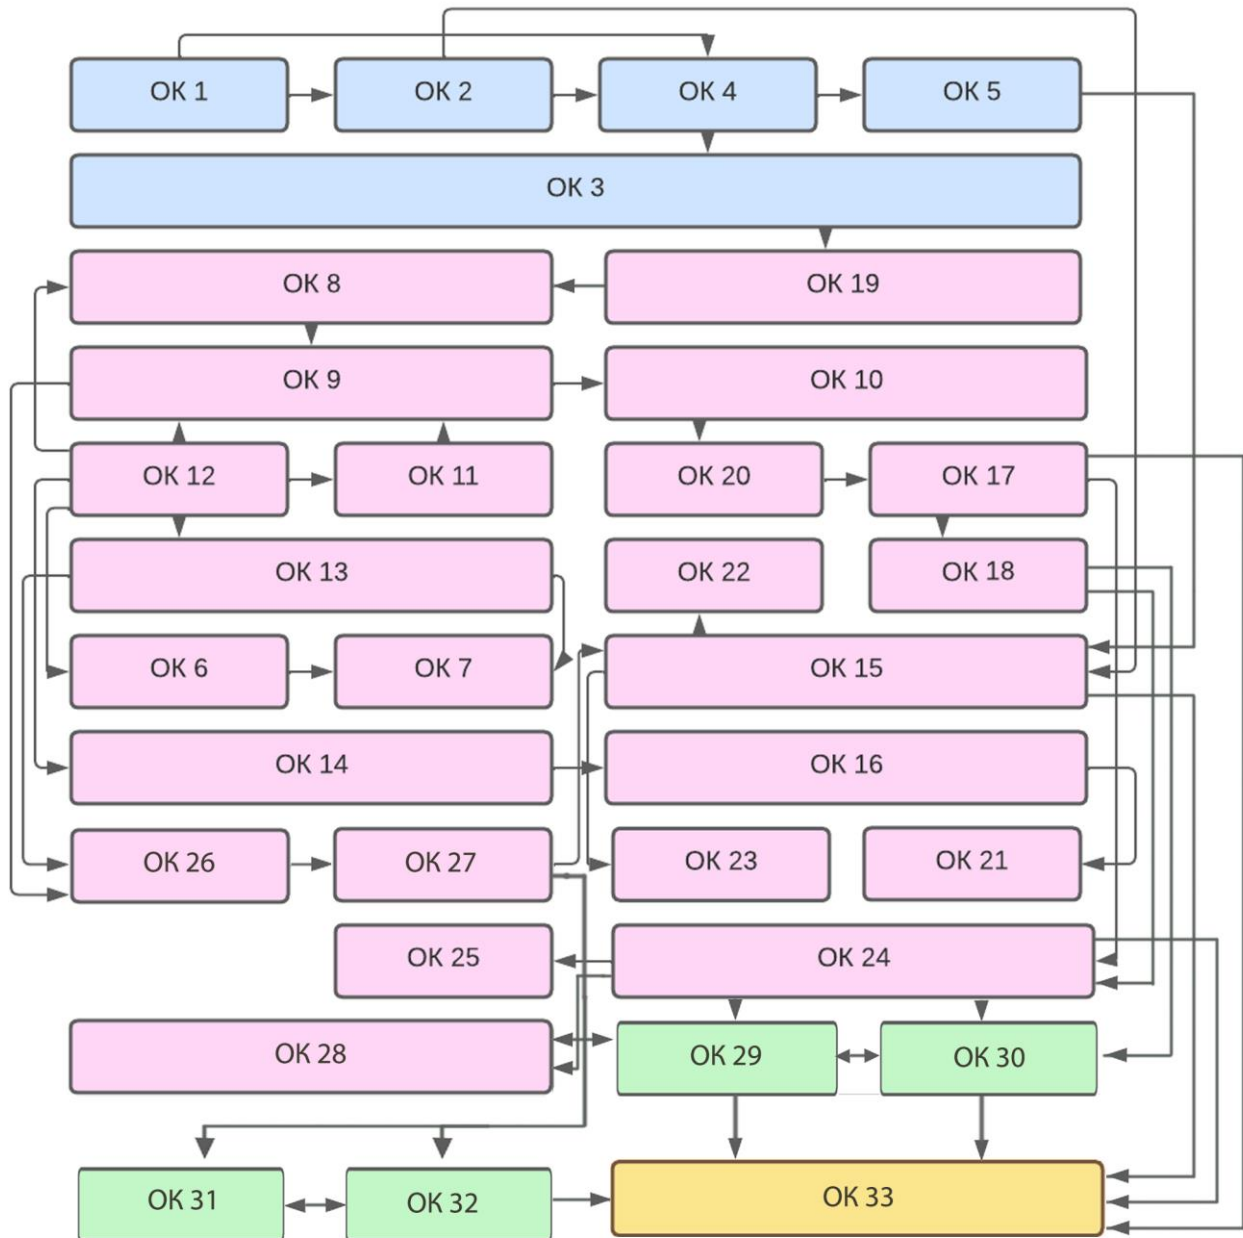 ОК 1
ОК 2
ОК 4
ОК 5
ОК 3
ОК 8
ОК 19
ОК 9
ОК 10
ОК 12
ОК 11
ОК 20
ОК 17
ОК 13
ОК 22
ОК 18
ОК 6
ОК 7
ОК 15
ОК 14
ОК 16
ОК 26
ОК 27
ОК 23
ОК 21
ОК 25
ОК 24
ОК 28
ОК 29
ОК 30
ОК 31
ОК 32
ОК 33